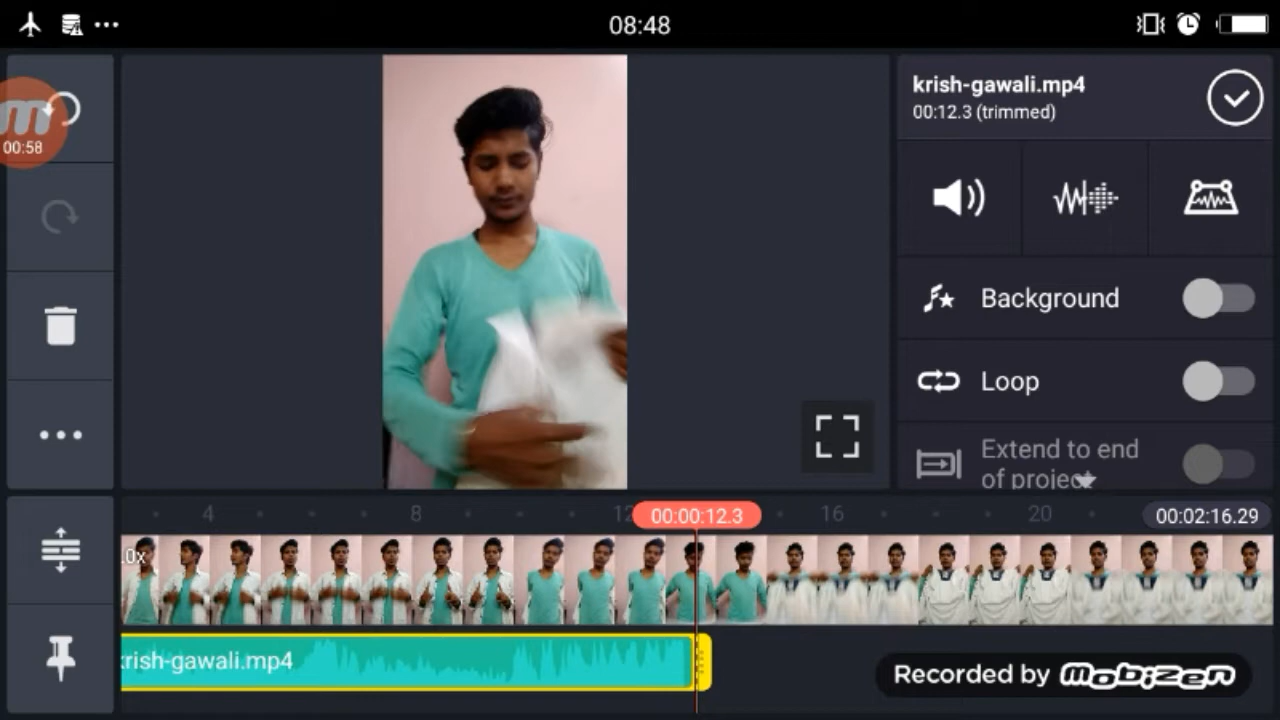 08:48
krish-gawali.mp4
00:12.3 (trimmed)
m
00:58
Background
Loop
Extend to end
of project
4
8
12
00:00:12.3
16
20
00:02:16.29
.0x
krish-gawali.mp4
Recorded by mobizen